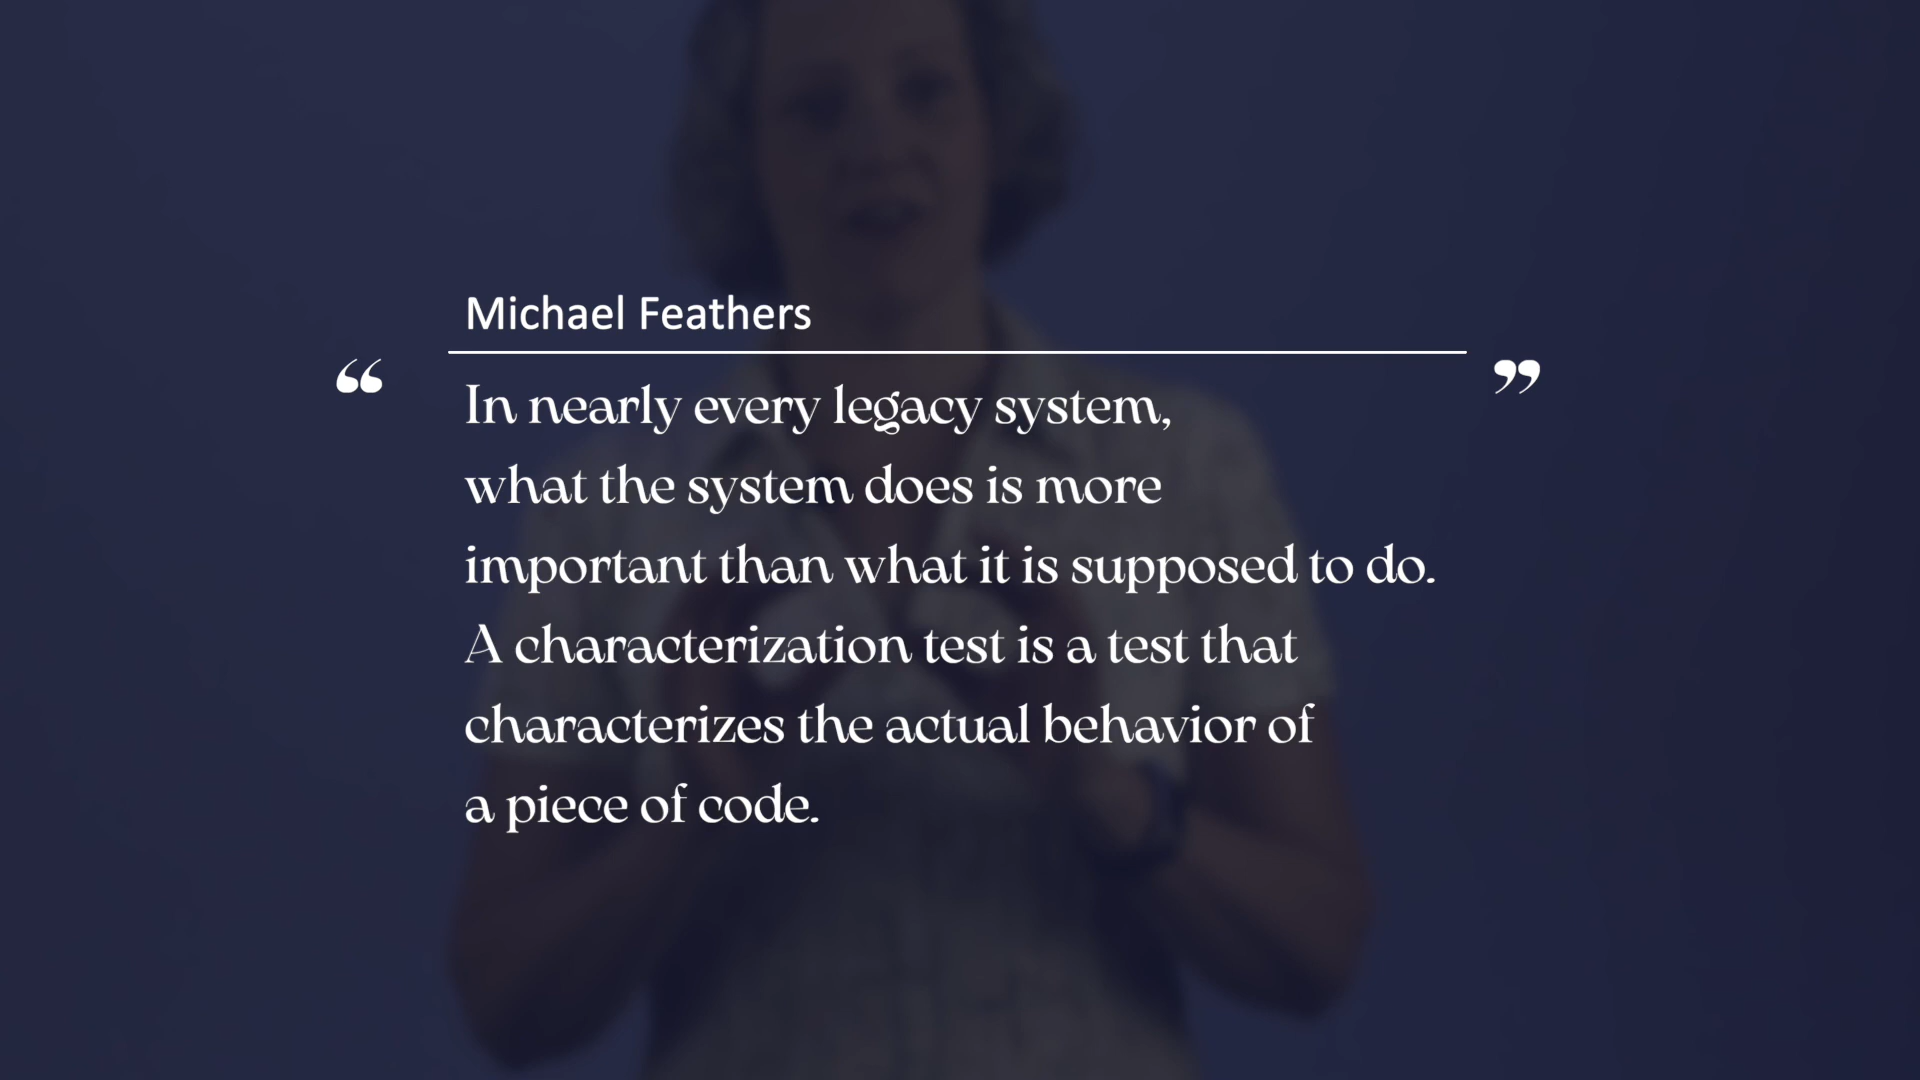 Michael Feathers
“ ”
In nearly every legacy system,
what the system does is more
important than what it is supposed to do.
A characterization test is a test that
characterizes the actual behavior of
a piece of code.